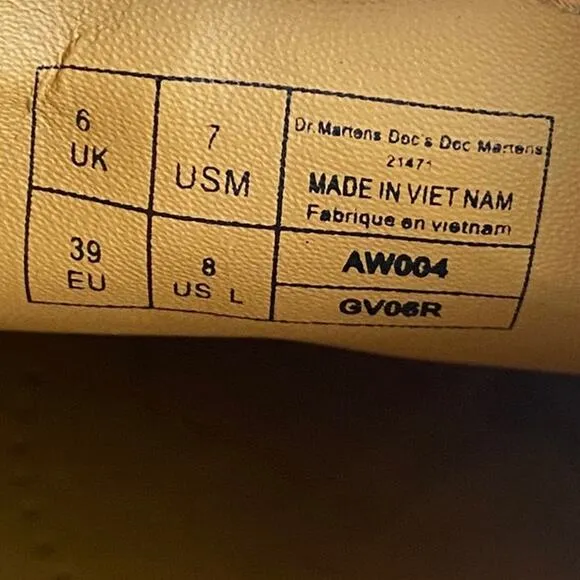 6
UK
7
USM
Dr.Martens Doc's Doc Martens
21471
MADE IN VIET NAM
Fabrique en vietnam
39
EU
8
US L
AW004
GV06R